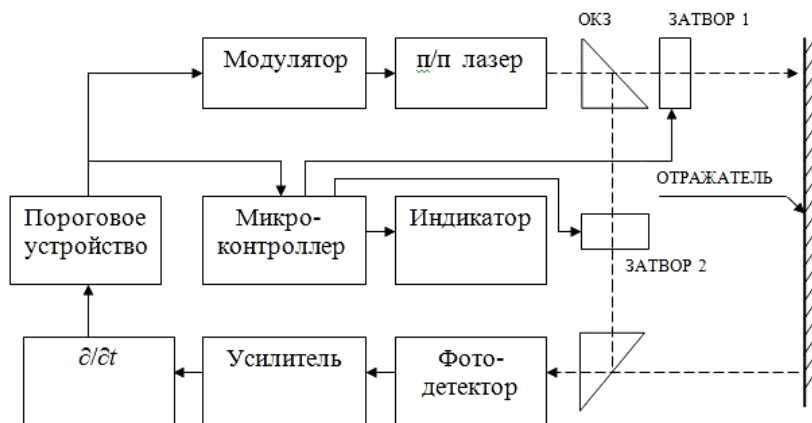 ОКЗ
ЗАТВОР 1
Модулятор
п/п лазер
ОТРАЖАТЕЛЬ
Пороговое
устройство
Микро-
контроллер
Индикатор
ЗАТВОР 2
∂/∂t
Усилитель
Фото-
детектор